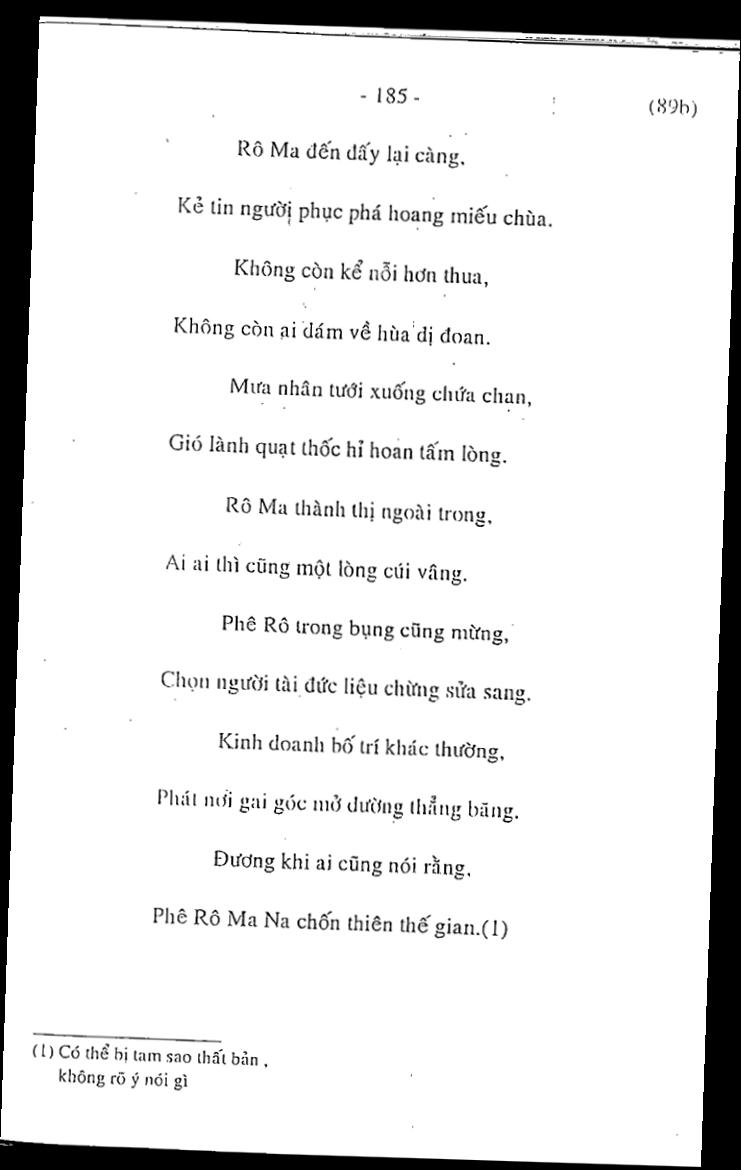 - 185 -
(89b)
Rô Ma đến đấy lại càng,
Kẻ tin người phục phá hoang miếu chùa.
Không còn kể nỗi hơn thua,
Không còn ai dám về hùa dị đoan.
Mưa nhân tưới xuống chứa chan,
Gió lành quạt thốc hỉ hoan tấm lòng.
Rô Ma thành thị ngoài trong,
Ai ai thì cũng một lòng cúi vâng.
Phê Rô trong bụng cũng mừng,
Chọn người tài đức liệu chừng sửa sang.
Kinh doanh bố trí khác thường,
Phát nơi gai góc mở đường thẳng băng.
Đương khi ai cũng nói rằng,
Phê Rô Ma Na chốn thiên thế gian.(1)
(1) Có thể bị tam sao thất bản ,
không rõ ý nói gì